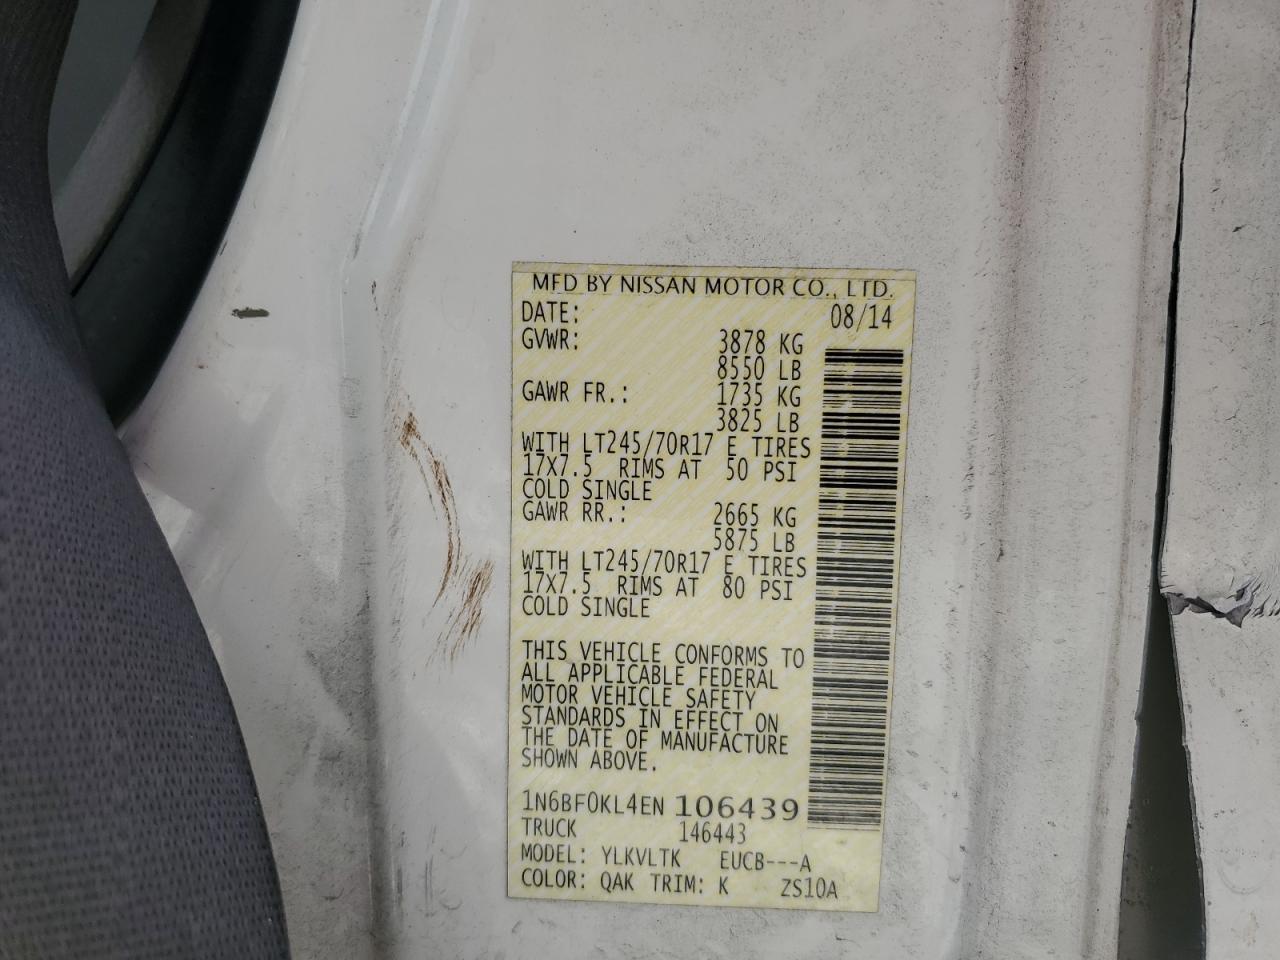 MFD BY NISSAN MOTOR CO., LTD.
DATE: 08/14
GVWR: 3878 KG
8550 LB
GAWR FR.: 1735 KG
3825 LB
WITH LT245/70R17 E TIRES
17X7.5 RIMS AT 50 PSI
COLD SINGLE
GAWR RR.: 2665 KG
5875 LB
WITH LT245/70R17 E TIRES
17X7.5 RIMS AT 80 PSI
COLD SINGLE
THIS VEHICLE CONFORMS TO
ALL APPLICABLE FEDERAL
MOTOR VEHICLE SAFETY
STANDARDS IN EFFECT ON
THE DATE OF MANUFACTURE
SHOWN ABOVE.
1N6BF0KL4EN 106439
TRUCK 146443
MODEL: YLKVLTK EUCB---A
COLOR: QAK TRIM: K ZS10A